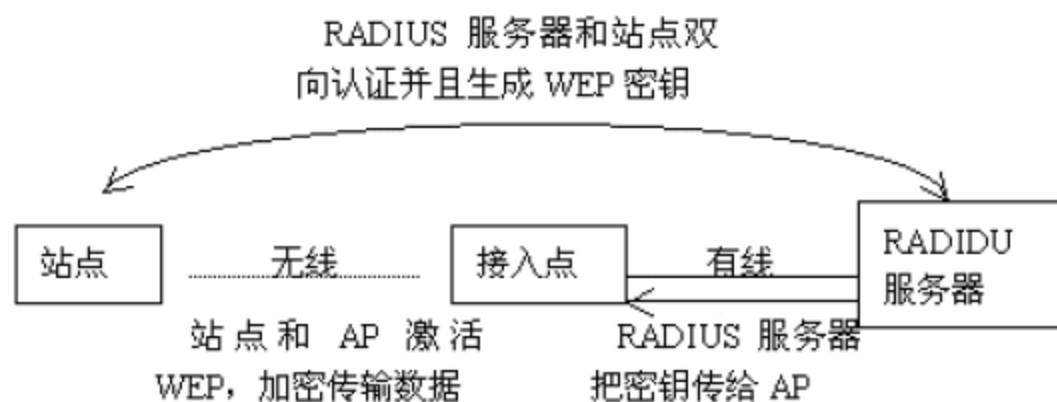 RADIUS 服务器和站点双
向认证并且生成 WEP 密钥
站点
无线
接入点
有线
RADIDU
服务器
站点和 AP 激活
WEP，加密传输数据
RADIUS 服务器
把密钥传给 AP